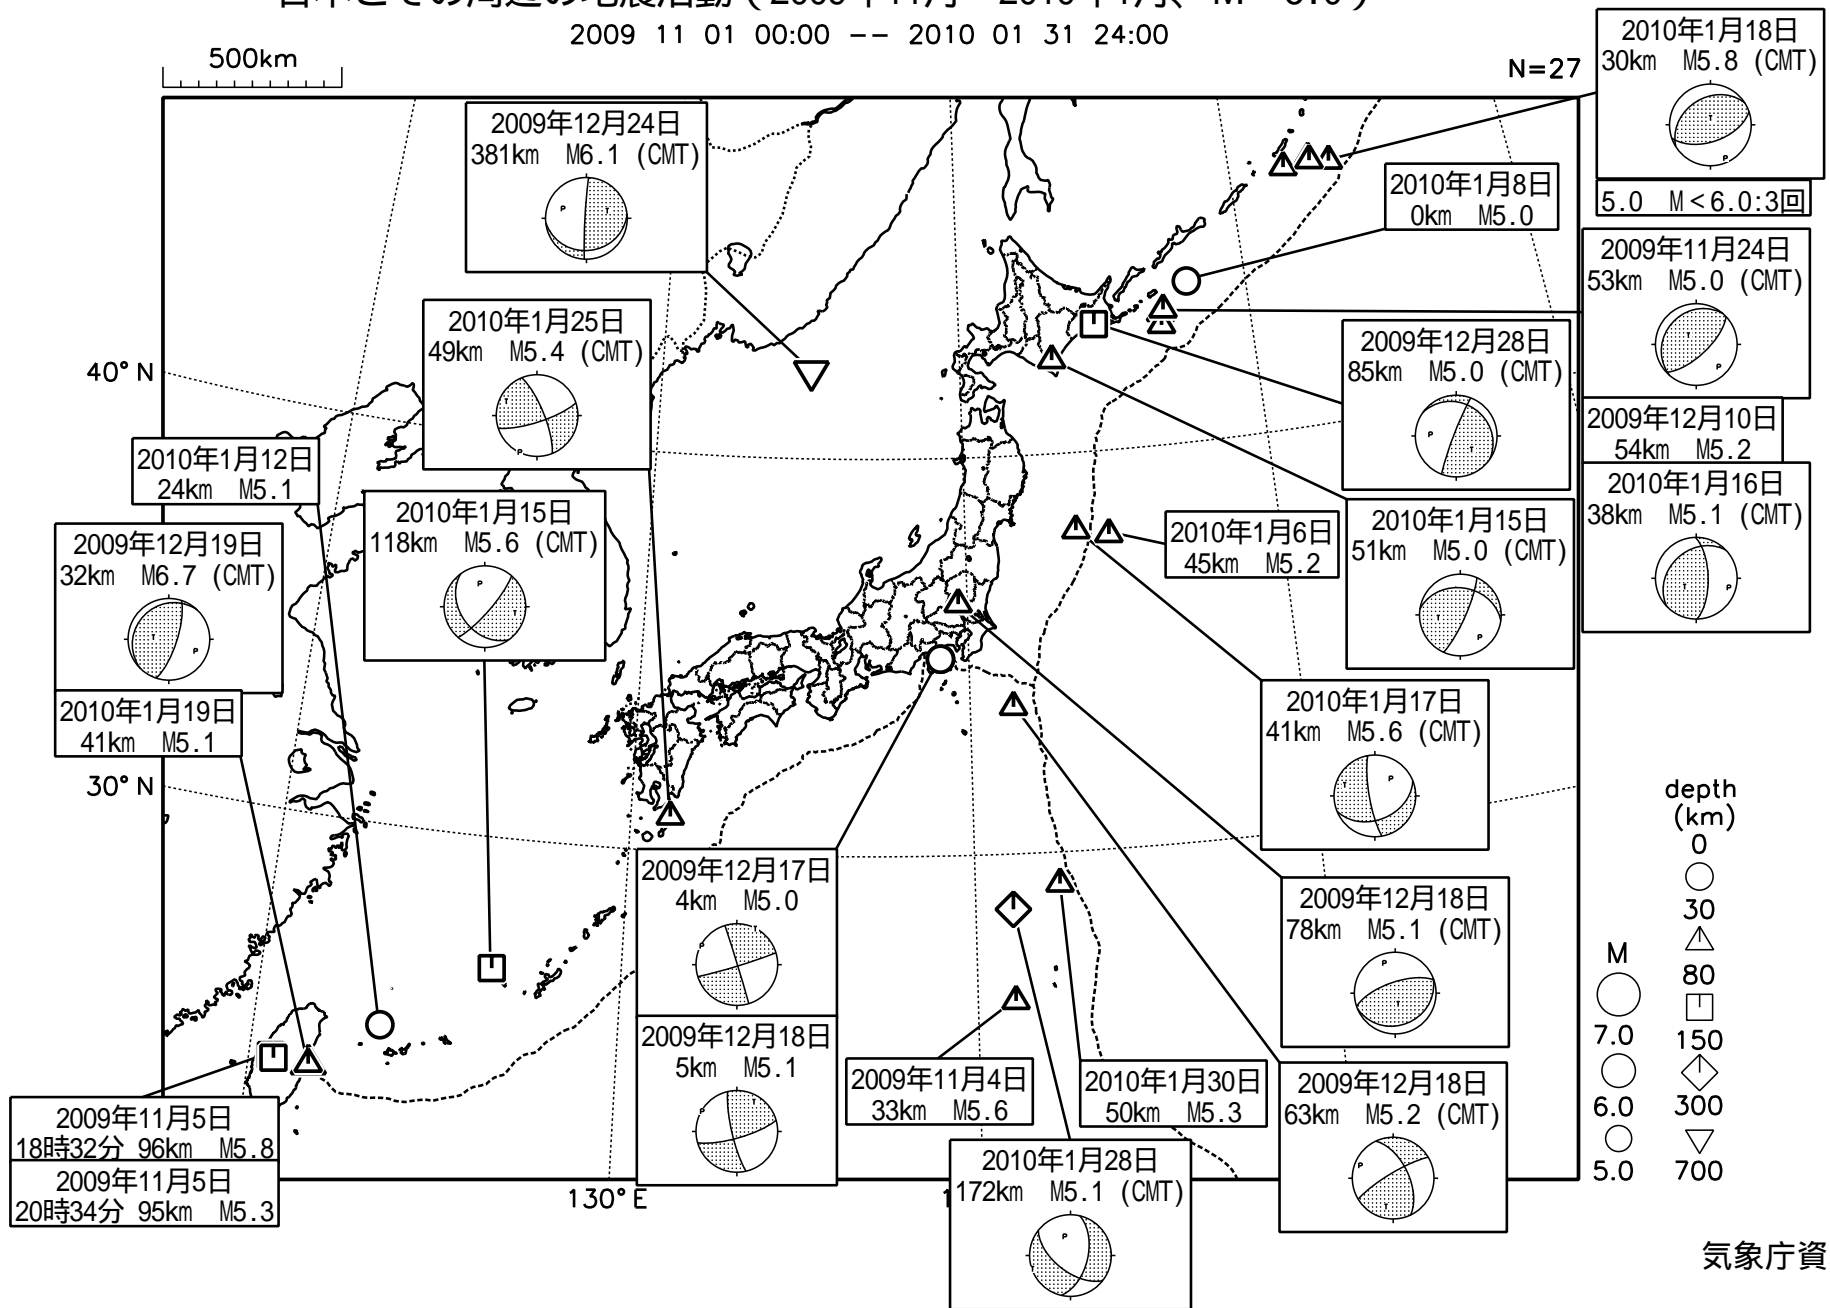 2009 11 01 00:00 -- 2010 01 31 24:00
500km
N=27
2010年1月18日
30km M5.8 (CMT)
5.0 M<6.0:3回
2009年12月24日
381km M6.1 (CMT)
2010年1月8日
0km M5.0
2009年11月24日
53km M5.0 (CMT)
2010年1月25日
49km M5.4 (CMT)
2009年12月28日
85km M5.0 (CMT)
40°N
2009年12月10日
54km M5.2
2010年1月12日
24km M5.1
2010年1月16日
38km M5.1 (CMT)
2010年1月15日
118km M5.6 (CMT)
2010年1月15日
51km M5.0 (CMT)
2010年1月6日
45km M5.2
2009年12月19日
32km M6.7 (CMT)
2010年1月19日
41km M5.1
2010年1月17日
41km M5.6 (CMT)
30°N
2009年12月17日
4km M5.0
2009年12月18日
78km M5.1 (CMT)
2009年12月18日
5km M5.1
2009年11月4日
33km M5.6
2010年1月30日
50km M5.3
2009年12月18日
63km M5.2 (CMT)
2009年11月5日
18時32分 96km M5.8
2009年11月5日
20時34分 95km M5.3
2010年1月28日
172km M5.1 (CMT)
130°E
depth
(km)
0
30
80
150
300
700
M
7.0
6.0
5.0
気象庁資